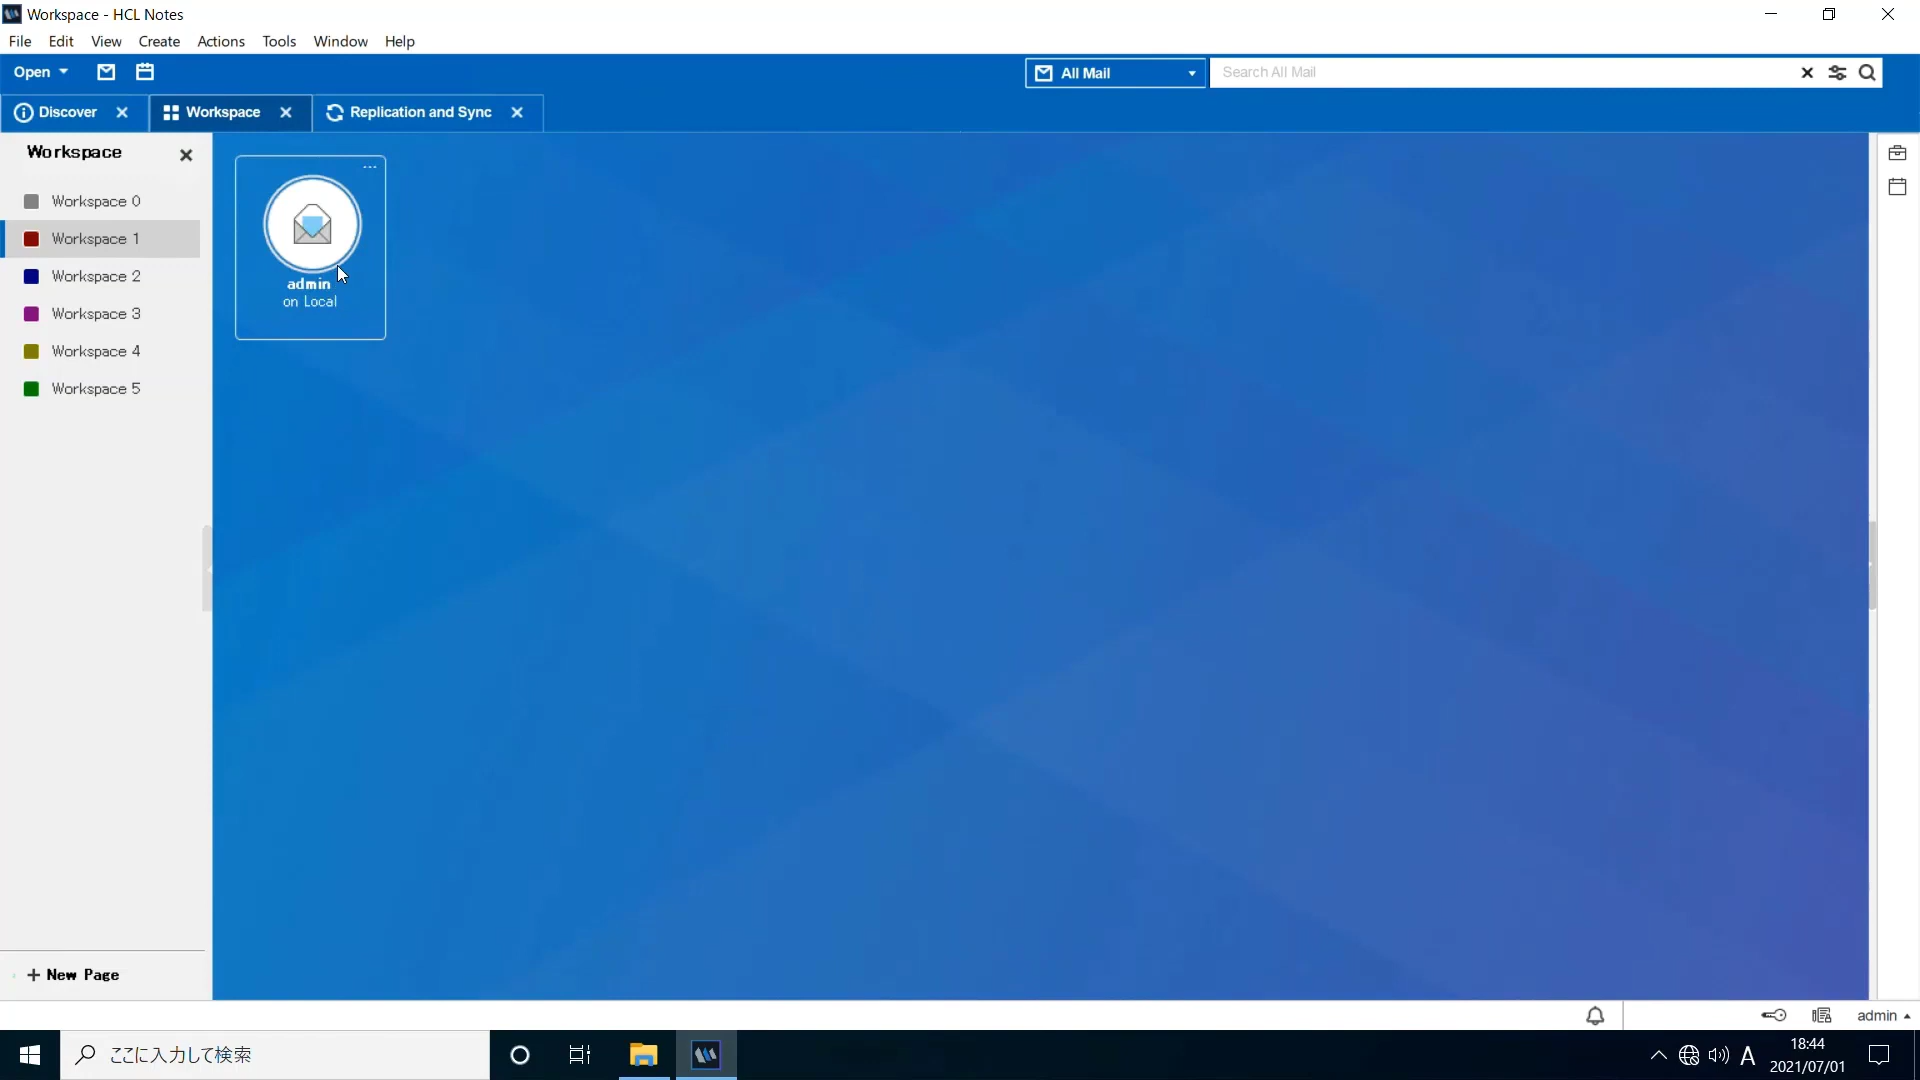 Workspace - HCL Notes
File Edit View Create Actions Tools Window Help
Open All Mail Search All Mail
Discover Workspace Replication and Sync
Workspace
Workspace 0
Workspace 1
Workspace 2
Workspace 3
Workspace 4
Workspace 5
admin
on Local
+ New Page
admin
ここに入力して検索
A 18:44
2021/07/01